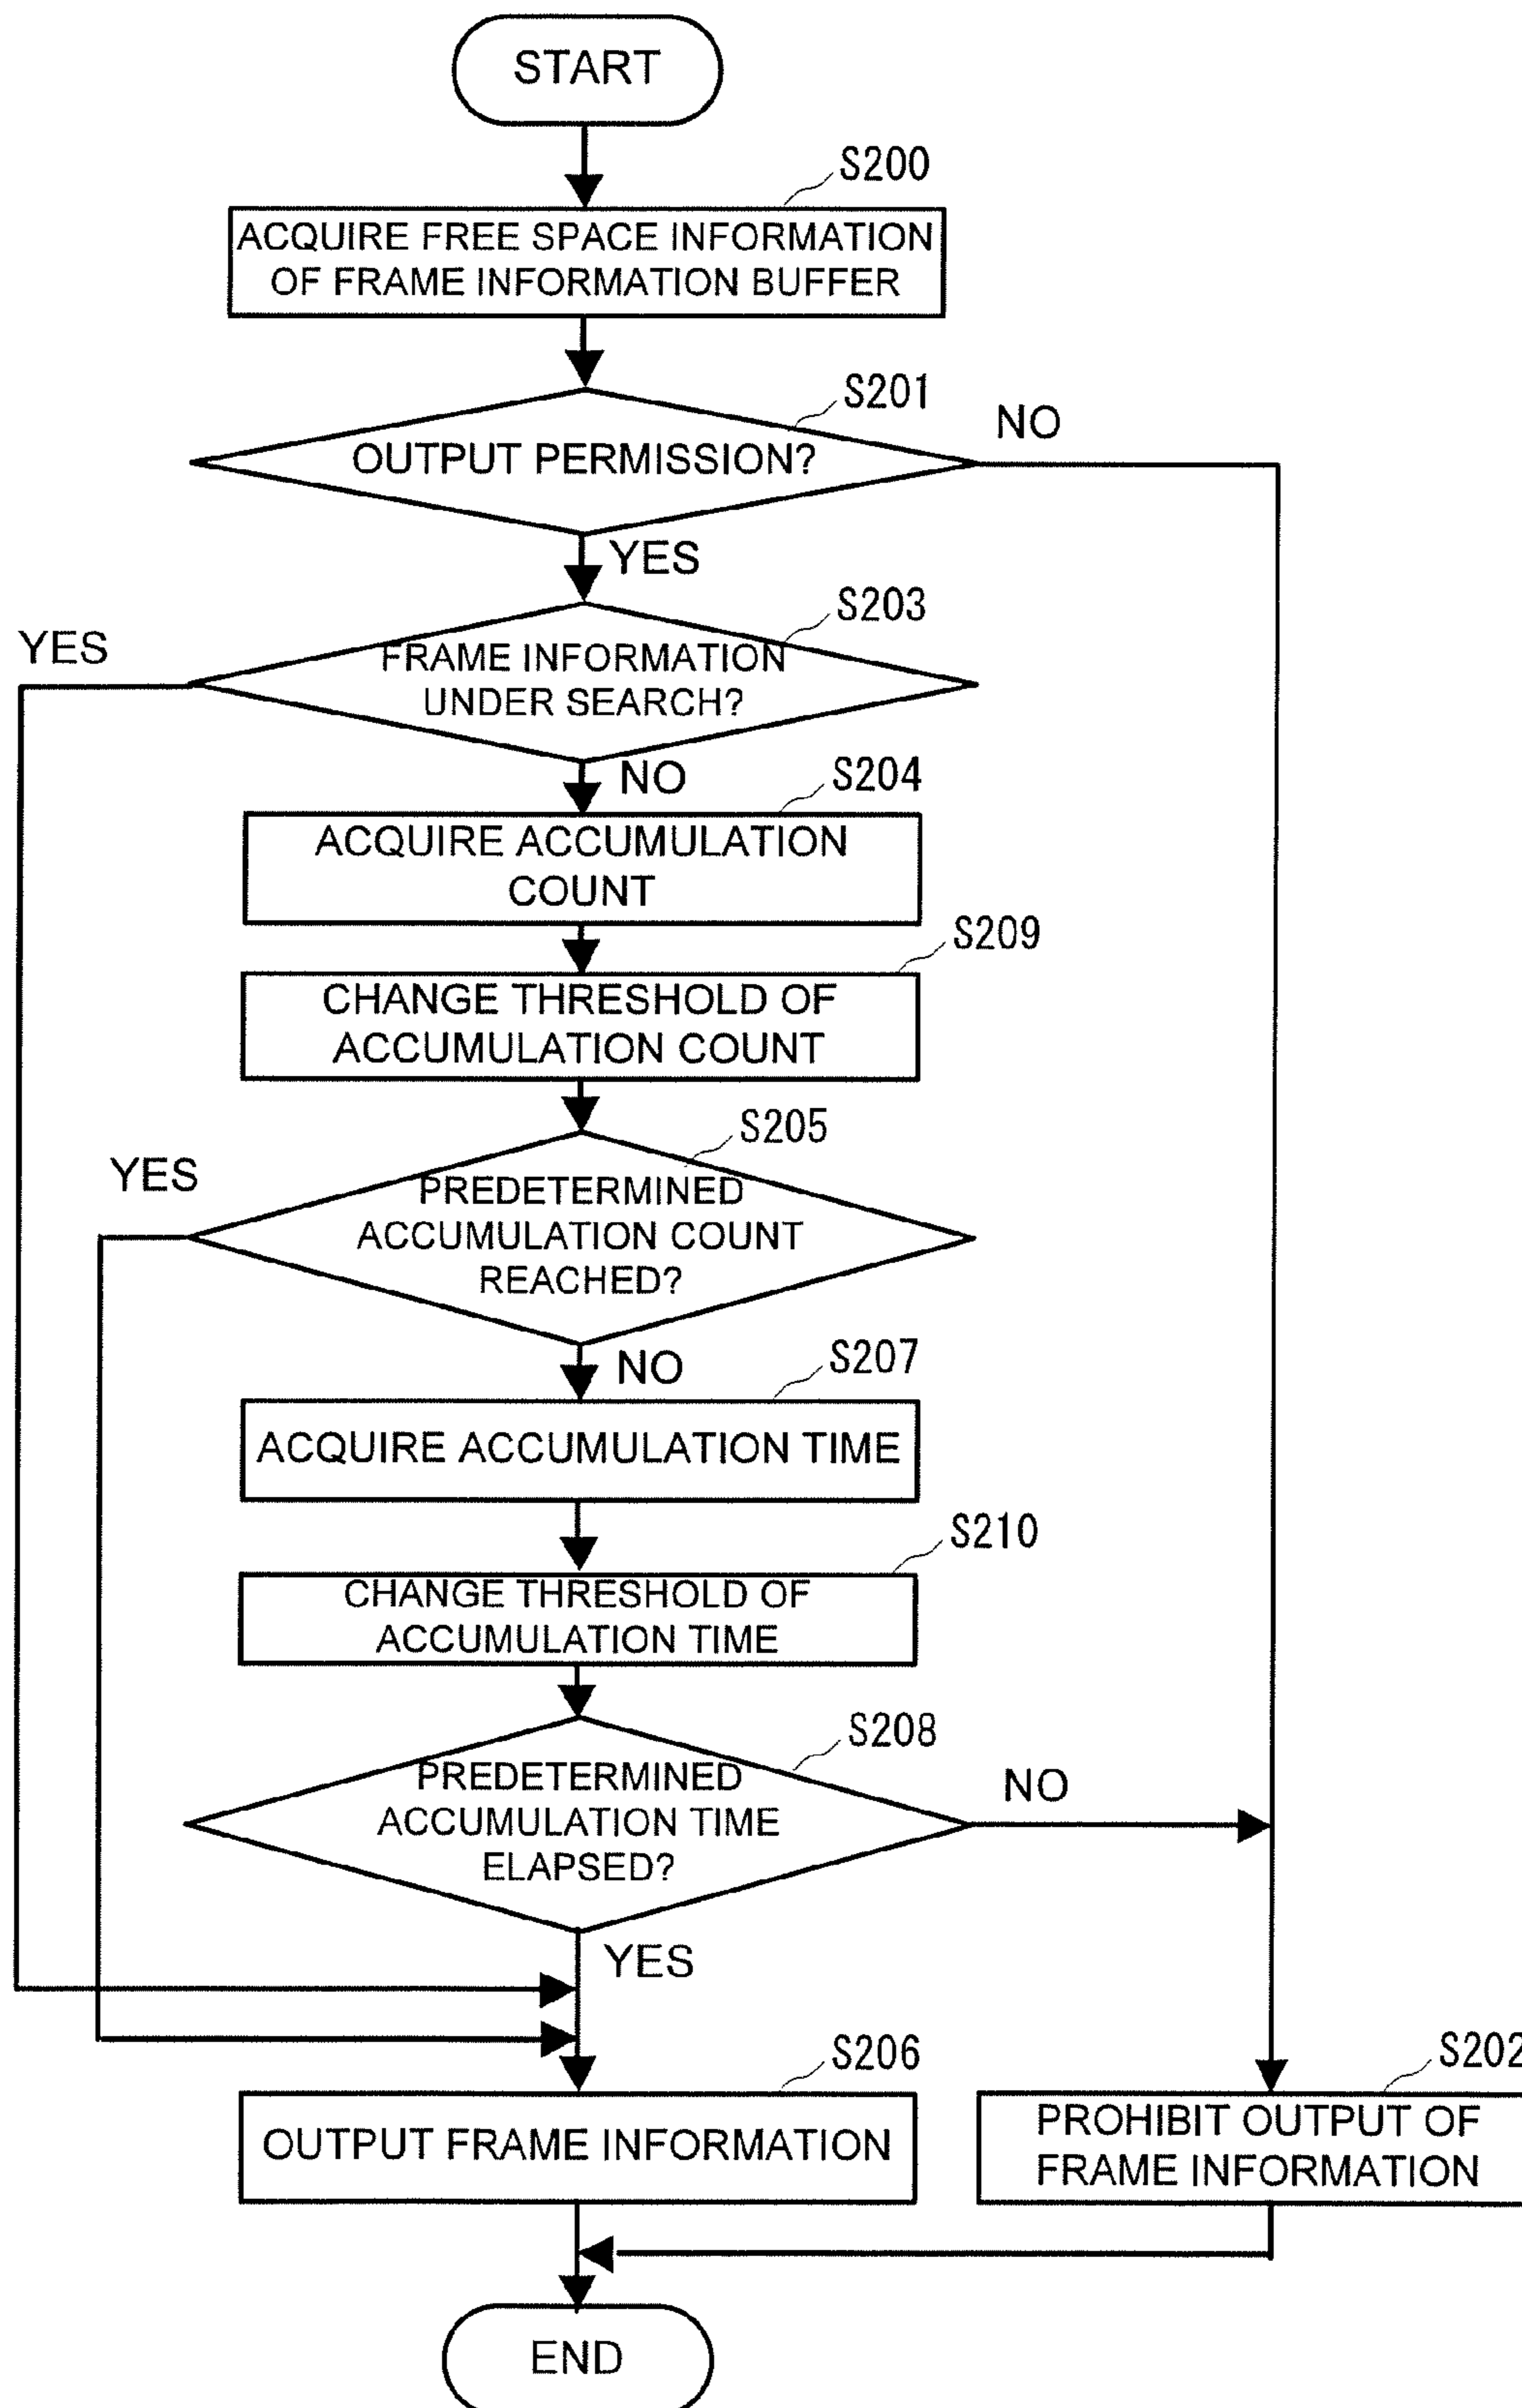 START
S200
ACQUIRE FREE SPACE INFORMATION
OF FRAME INFORMATION BUFFER
S201
OUTPUT PERMISSION?
NO
YES
S203
YES
FRAME INFORMATION
UNDER SEARCH?
NO
S204
ACQUIRE ACCUMULATION
COUNT
S209
CHANGE THRESHOLD OF
ACCUMULATION COUNT
S205
YES
PREDETERMINED
ACCUMULATION COUNT
REACHED?
NO
S207
ACQUIRE ACCUMULATION TIME
S210
CHANGE THRESHOLD OF
ACCUMULATION TIME
S208
PREDETERMINED
ACCUMULATION TIME
ELAPSED?
NO
YES
S206
OUTPUT FRAME INFORMATION
S202
PROHIBIT OUTPUT OF
FRAME INFORMATION
END